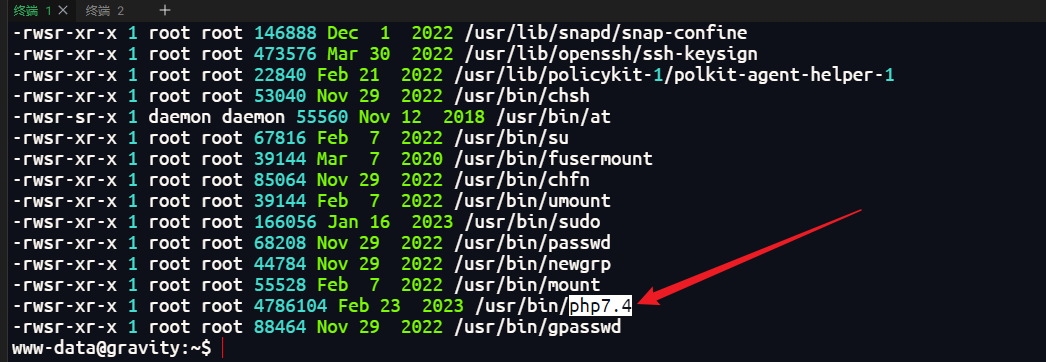 终端 1 × 终端 2 +
-rwsr-xr-x 1 root root 146888 Dec  1  2022 /usr/lib/snapd/snap-confine
-rwsr-xr-x 1 root root 473576 Mar 30  2022 /usr/lib/openssh/ssh-keysign
-rwsr-xr-x 1 root root 22840 Feb 21  2022 /usr/lib/policykit-1/polkit-agent-helper-1
-rwsr-xr-x 1 root root 53040 Nov 29  2022 /usr/bin/chsh
-rwsr-sr-x 1 daemon daemon 55560 Nov 12  2018 /usr/bin/at
-rwsr-xr-x 1 root root 67816 Feb  7  2022 /usr/bin/su
-rwsr-xr-x 1 root root 39144 Mar  7  2020 /usr/bin/fusermount
-rwsr-xr-x 1 root root 85064 Nov 29  2022 /usr/bin/chfn
-rwsr-xr-x 1 root root 39144 Feb  7  2022 /usr/bin/umount
-rwsr-xr-x 1 root root 166056 Jan 16  2023 /usr/bin/sudo
-rwsr-xr-x 1 root root 68208 Nov 29  2022 /usr/bin/passwd
-rwsr-xr-x 1 root root 44784 Nov 29  2022 /usr/bin/newgrp
-rwsr-xr-x 1 root root 55528 Feb  7  2022 /usr/bin/mount
-rwsr-xr-x 1 root root 4786104 Feb 23  2023 /usr/bin/php7.4
-rwsr-xr-x 1 root root 88464 Nov 29  2022 /usr/bin/gpasswd
www-data@gravity:~$